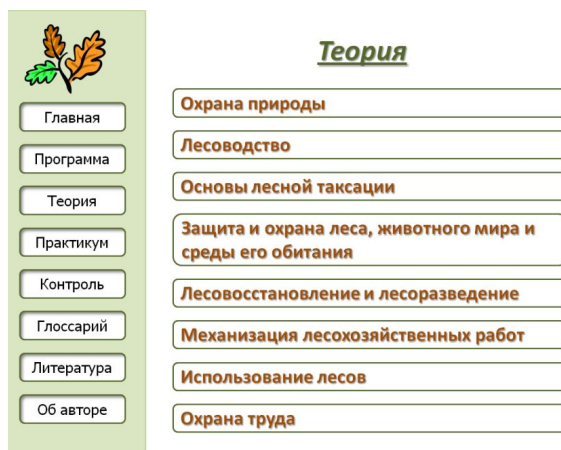 Главная
Программа
Теория
Практикум
Контроль
Глоссарий
Литература
Об авторе
Теория
Охрана природы
Лесоводство
Основы лесной таксации
Защита и охрана леса, животного мира и
среды его обитания
Лесовосстановление и лесоразведение
Механизация лесохозяйственных работ
Использование лесов
Охрана труда